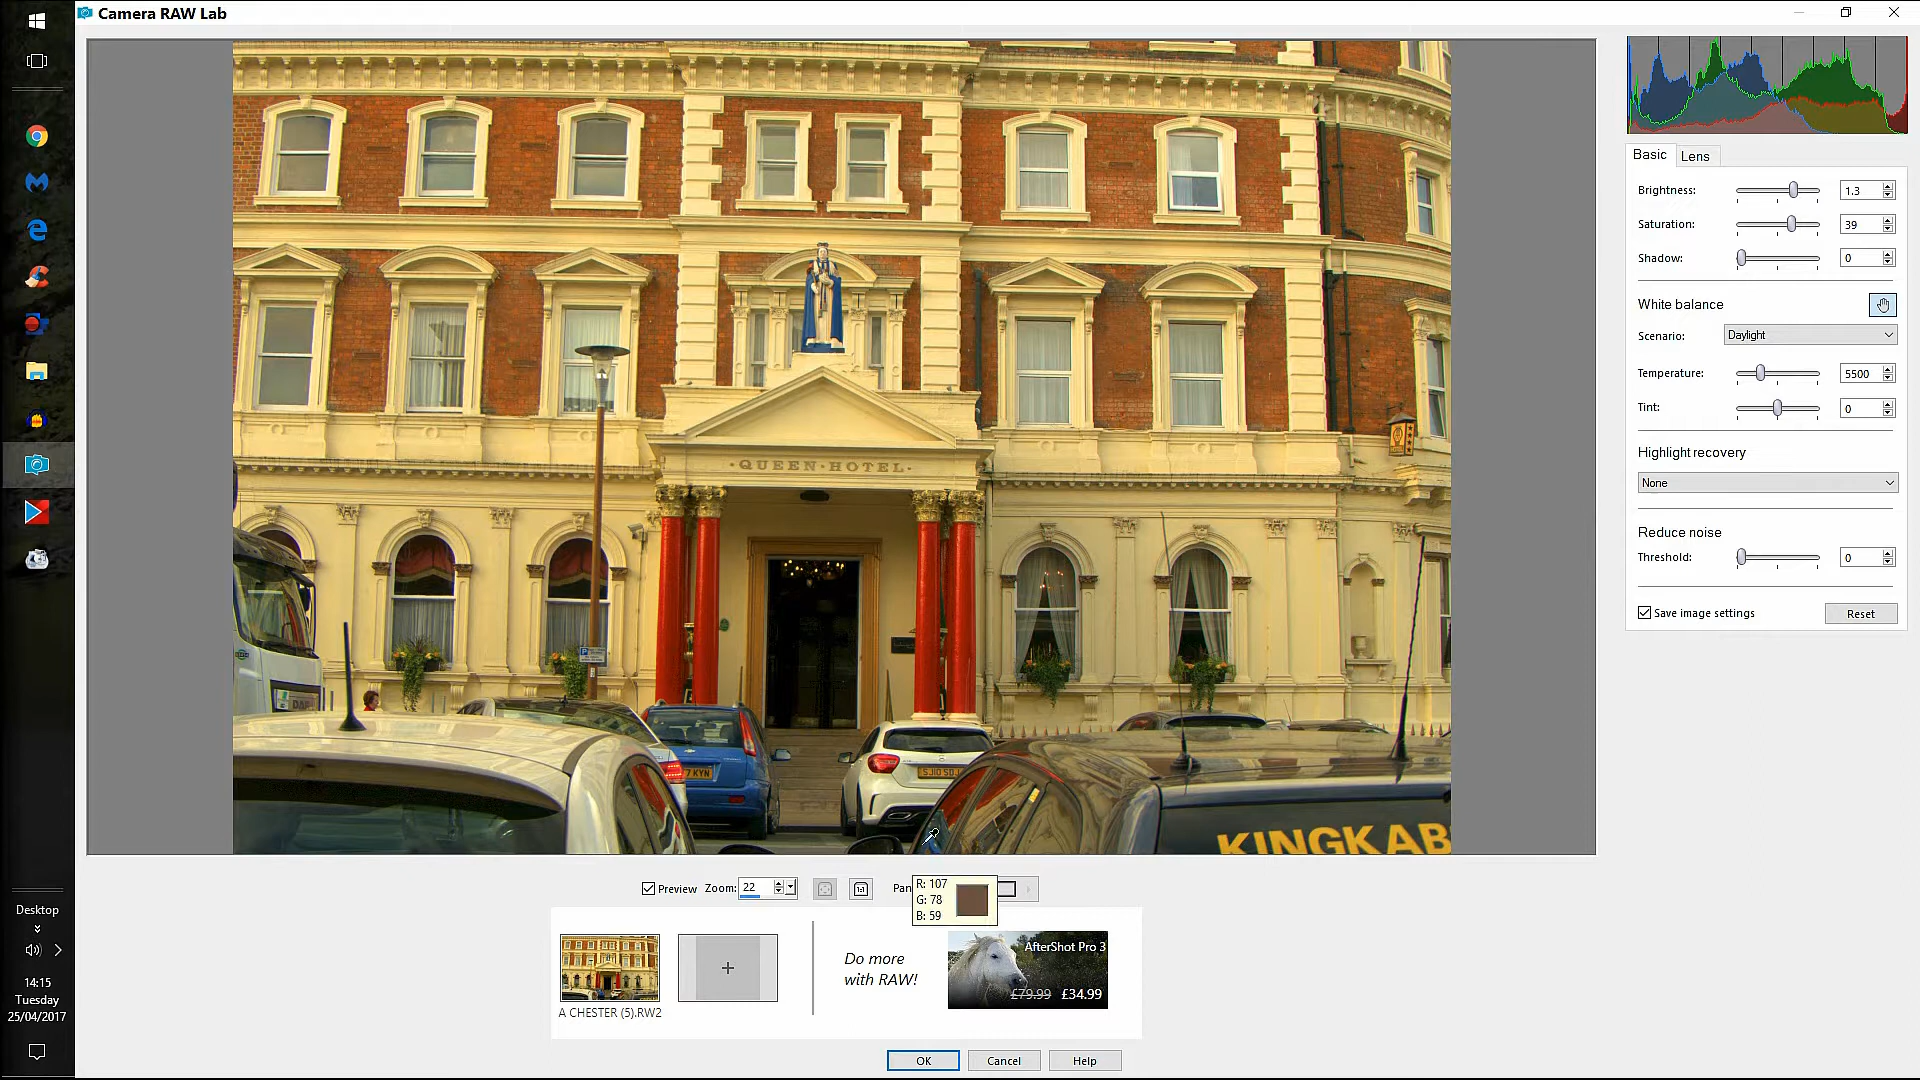 Camera RAW Lab
Basic
Lens
Brightness:
1.3
Saturation:
39
Shadow:
0
White balance
Scenario:
Daylight
Temperature:
5500
Tint:
0
Highlight recovery
None
Reduce noise
Threshold:
0
Save image settings
Reset
·QUEEN·HOTEL·
7 KYN
KINGKAB
Preview
Zoom:
22
Pan
R: 107
G: 78
B: 59
Do more
with RAW!
AfterShot Pro 3
£79.99 £34.99
A CHESTER (5).RW2
OK
Cancel
Help
Desktop
14:15
Tuesday
25/04/2017